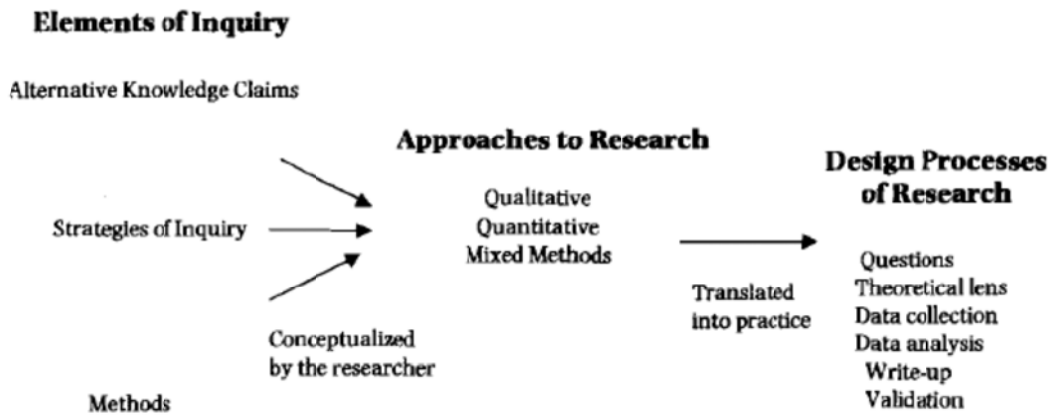 Elements of Inquiry
Alternative Knowledge Claims
Strategies of Inquiry
Methods
Conceptualized
by the researcher
Approaches to Research
Qualitative
Quantitative
Mixed Methods
Translated
into practice
Design Processes
of Research
Questions
Theoretical lens
Data collection
Data analysis
Write-up
Validation